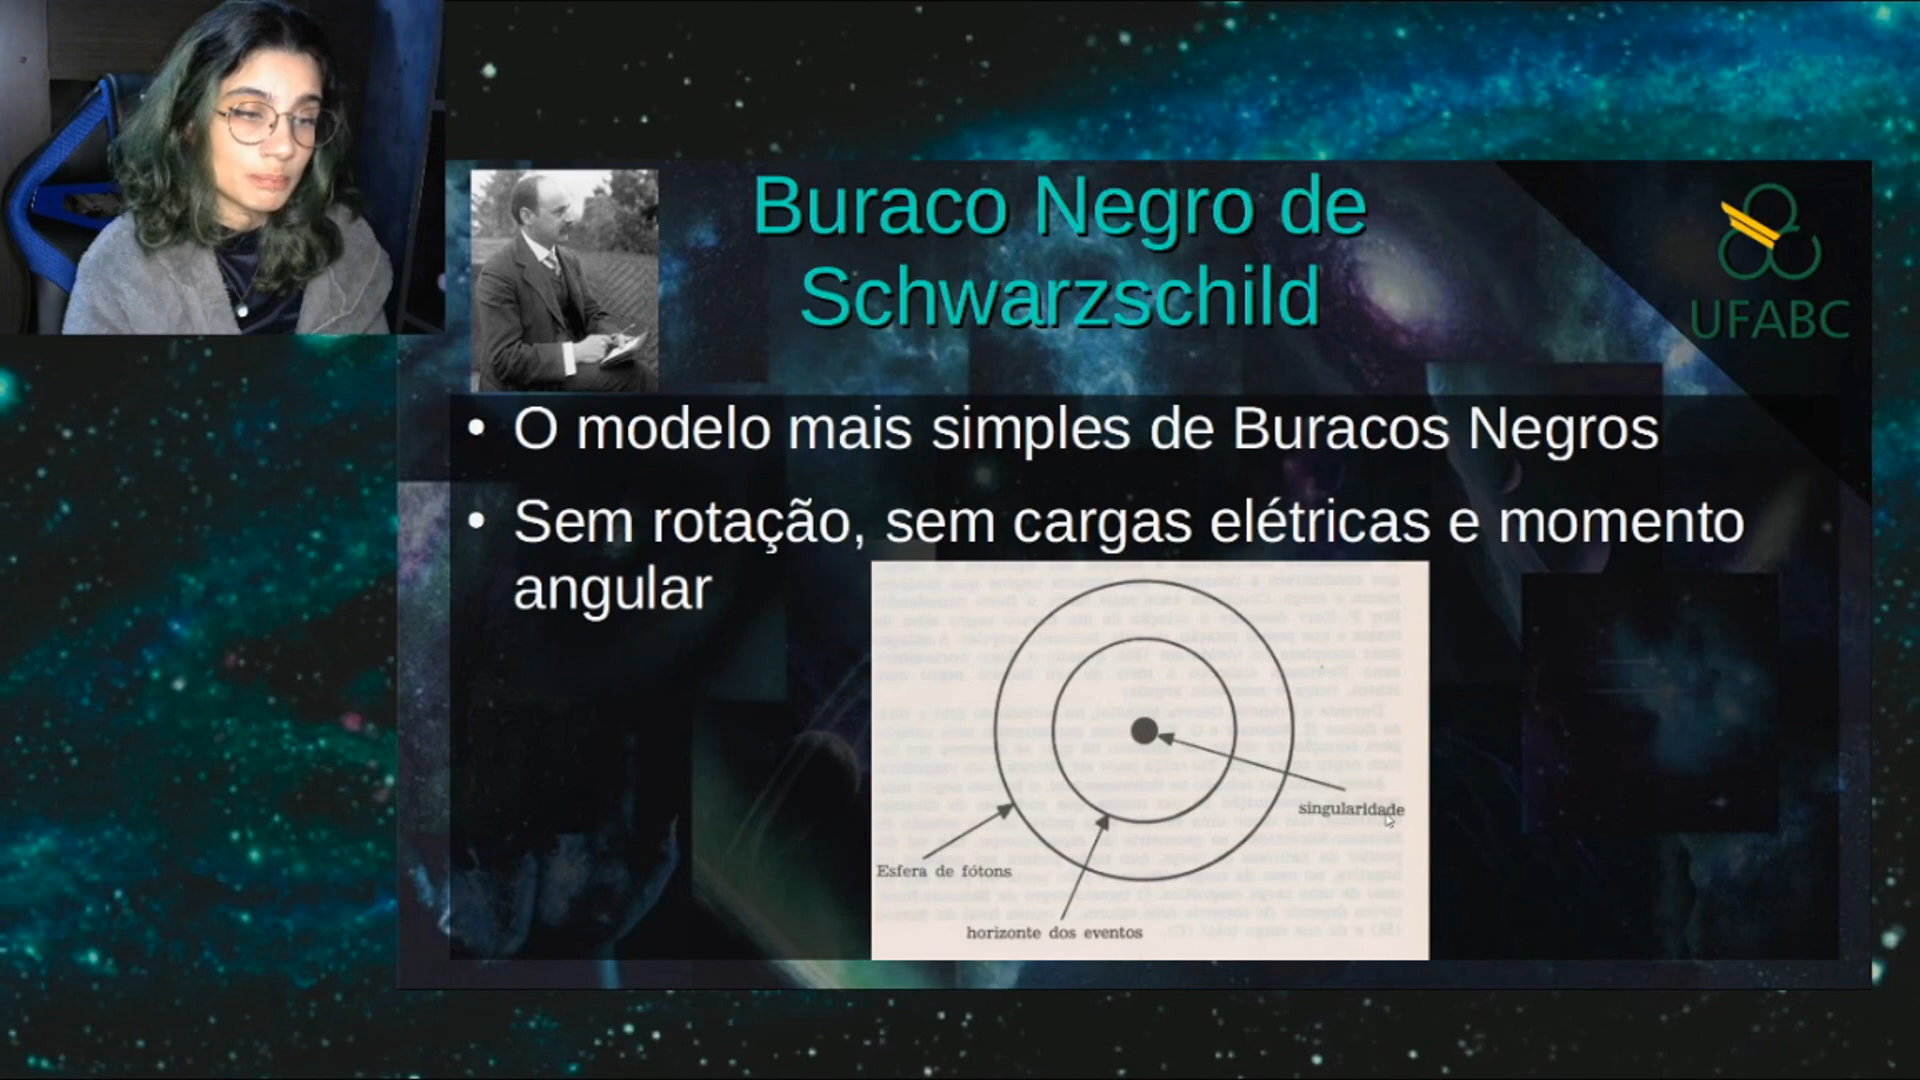 Buraco Negro de
Schwarzschild
UFABC
• O modelo mais simples de Buracos Negros
• Sem rotação, sem cargas elétricas e momento
angular
singularidade
Esfera de fótons
horizonte dos eventos